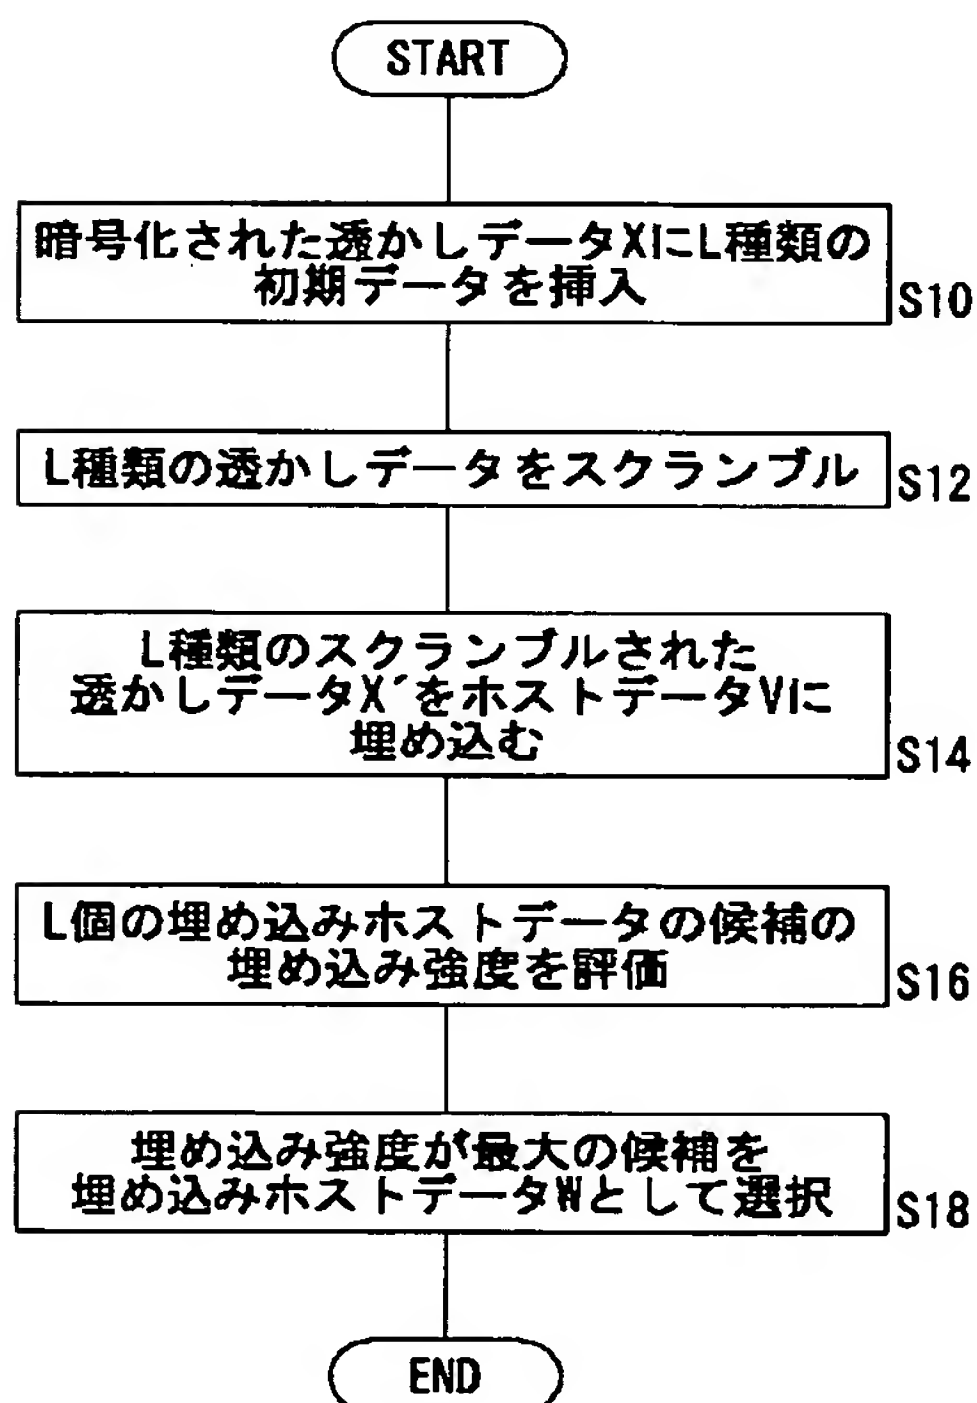 START
暗号化された透かしデータXにL種類の
初期データを挿入
S10
L種類の透かしデータをスクランブル
S12
L種類のスクランブルされた
透かしデータX´をホストデータVに
埋め込む
S14
L個の埋め込みホストデータの候補の
埋め込み強度を評価
S16
埋め込み強度が最大の候補を
埋め込みホストデータWとして選択
S18
END